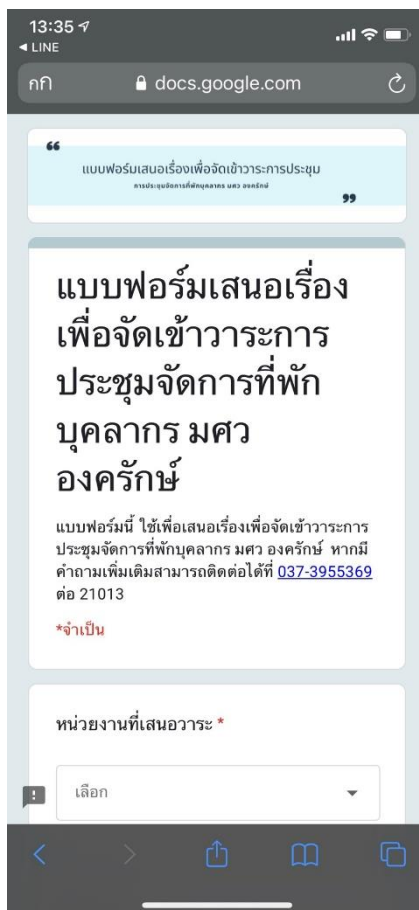 13:35
LINE
กก docs.google.com
“
แบบฟอร์มเสนอเรื่องเพื่อจัดเข้าวาระการประชุม
การประชุมจัดการที่พักบุคลากร มศว องครักษ์
”
แบบฟอร์มเสนอเรื่อง
เพื่อจัดเข้าวาระการ
ประชุมจัดการที่พัก
บุคลากร มศว
องครักษ์
แบบฟอร์มนี้ ใช้เพื่อเสนอเรื่องเพื่อจัดเข้าวาระการ
ประชุมจัดการที่พักบุคลากร มศว องครักษ์ หากมี
คำถามเพิ่มเติมสามารถติดต่อได้ที่ 037-3955369
ต่อ 21013
*จำเป็น
หน่วยงานที่เสนอวาระ *
เลือก